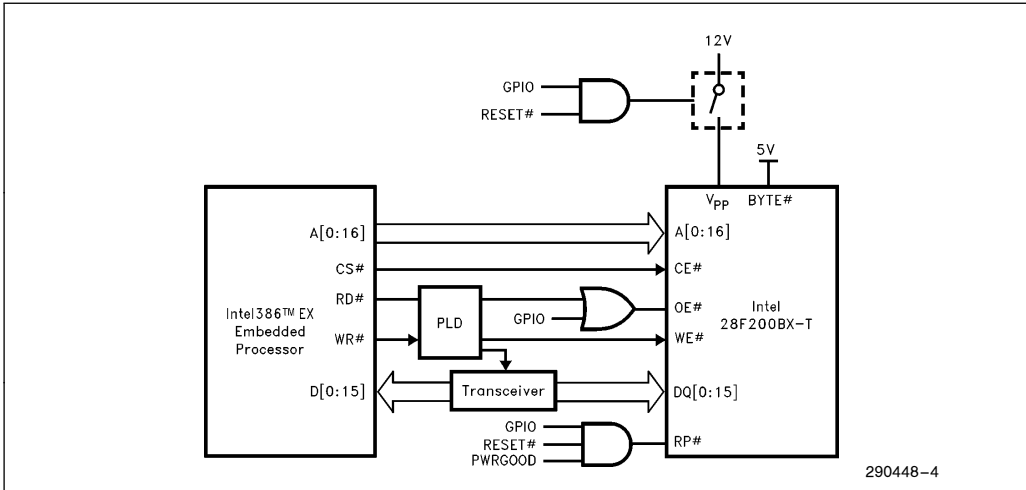 12V
GPIO
RESET#
5V
VPP BYTE#
A[0:16]
A[0:16]
CS#
CE#
RD#
OE#
Intel386™ EX
Embedded
Processor
PLD
GPIO
Intel
28F200BX-T
WR#
WE#
D[0:15]
Transceiver
DQ[0:15]
GPIO
RESET#
PWRGOOD
RP#
290448-4